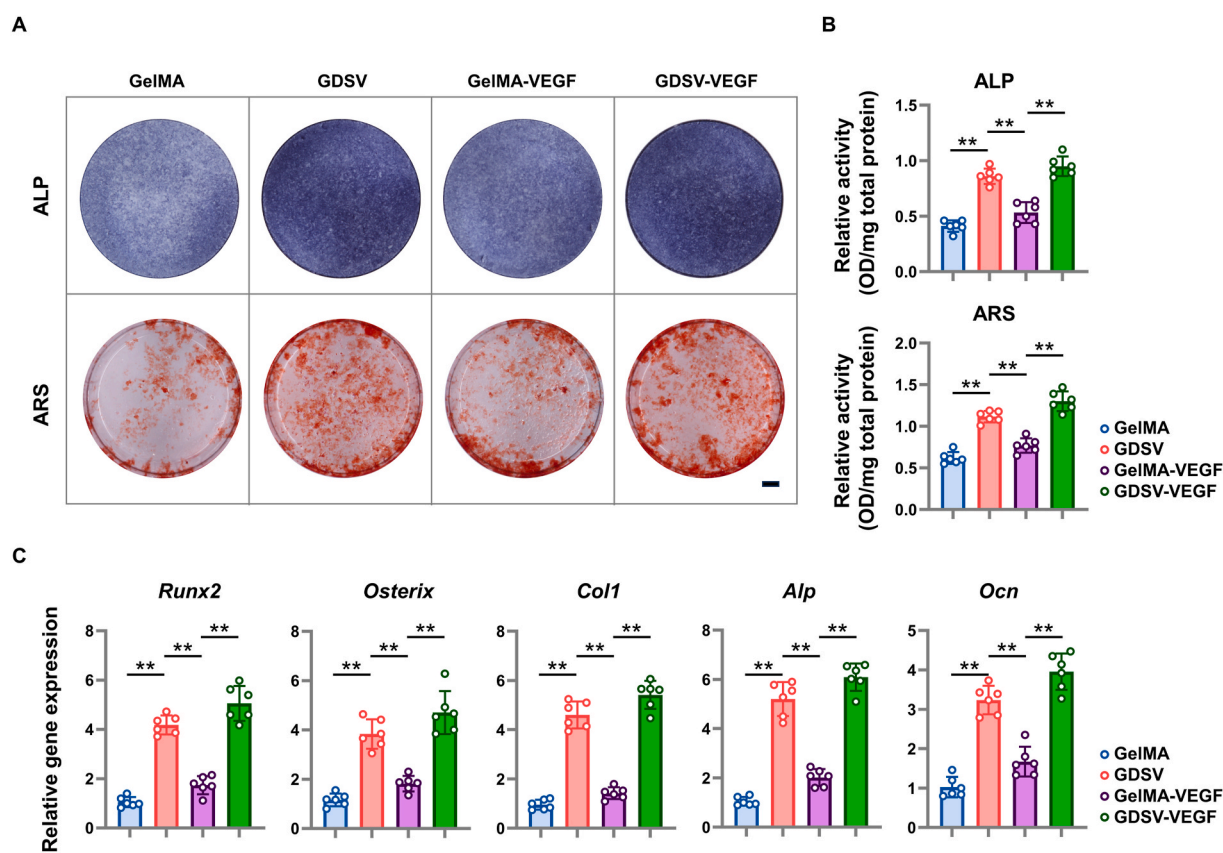 A
GelMA GDSV GelMA-VEGF GDSV-VEGF
ALP
ARS
B
ALP
Relative activity
(OD/mg total protein)
1.5
1.0
0.5
0.0
** ** **
ARS
Relative activity
(OD/mg total protein)
2.0
1.5
1.0
0.5
0.0
** ** **
GelMA
GDSV
GelMA-VEGF
GDSV-VEGF
C
Relative gene expression
Runx2
8
6
4
2
0
** ** **
Osterix
8
6
4
2
0
** ** **
Col1
8
6
4
2
0
** ** **
Alp
8
6
4
2
0
** ** **
Ocn
5
4
3
2
1
0
** ** **
GelMA
GDSV
GelMA-VEGF
GDSV-VEGF